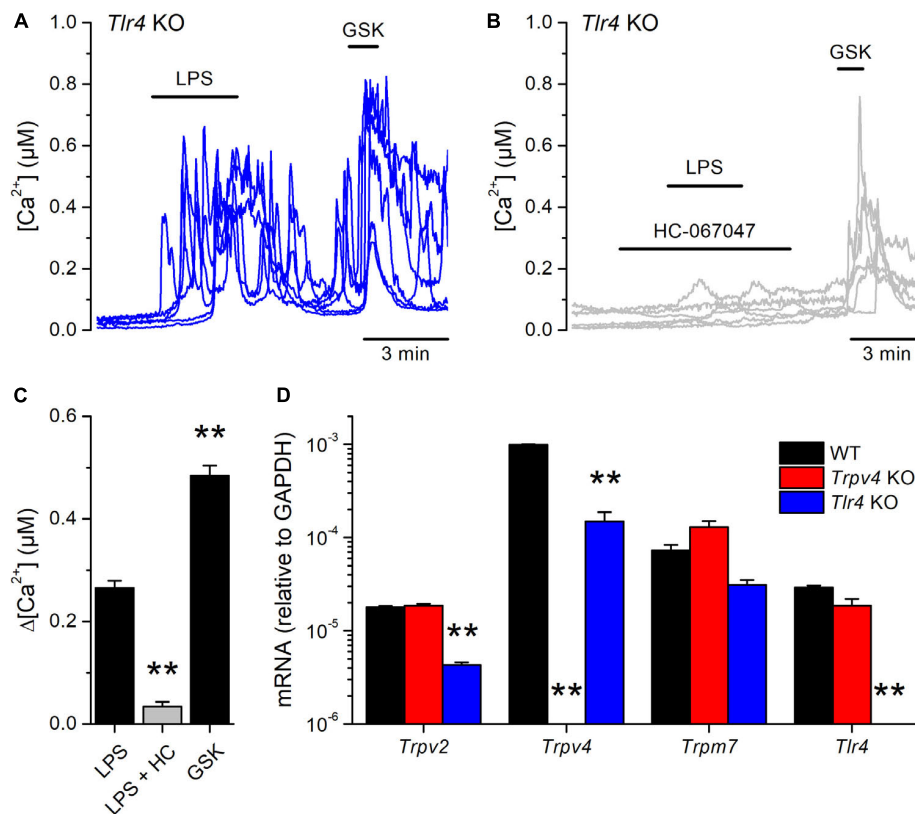 A
Tlr4 KO
GSK
LPS
[Ca²⁺] (μM)
1.0
0.8
0.6
0.4
0.2
0.0
3 min
B
Tlr4 KO
GSK
LPS
HC-067047
[Ca²⁺] (μM)
1.0
0.8
0.6
0.4
0.2
0.0
3 min
C
Δ[Ca²⁺] (μM)
0.6
0.4
0.2
0.0
**
**
LPS
LPS + HC
GSK
D
mRNA (relative to GAPDH)
10⁻³
10⁻⁴
10⁻⁵
10⁻⁶
WT
Trpv4 KO
Tlr4 KO
**
**
**
**
Trpv2
Trpv4
Trpm7
Tlr4